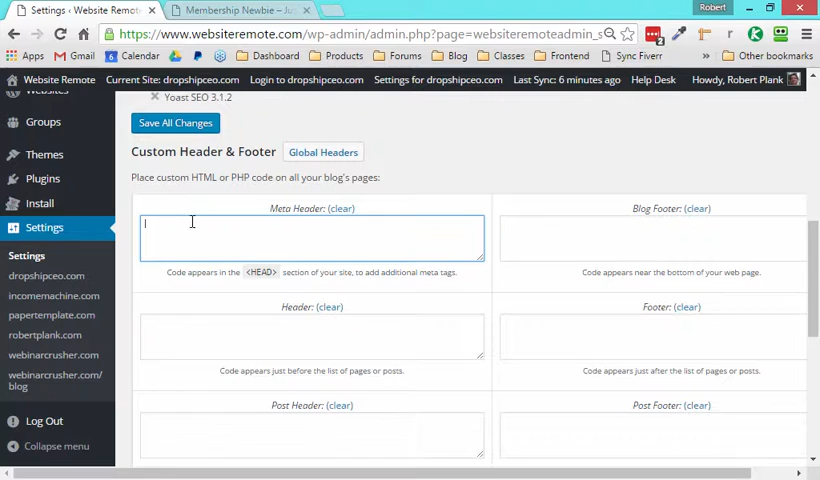 Settings ‹ Website Remote
Membership Newbie – Ju
Robert
https://www.websiteremote.com/wp-admin/admin.php?page=websiteremoteadmin_s
Apps
Gmail
Calendar
Dashboard
Products
Forums
Blog
Classes
Frontend
Sync Fiverr
Other bookmarks
Website Remote
Current Site: dropshipceo.com
Login to dropshipceo.com
Settings for dropshipceo.com
Last Sync: 6 minutes ago
Help Desk
Howdy, Robert Plank
Websites
Groups
Themes
Plugins
Install
Settings
Settings
dropshipceo.com
incomemachine.com
papertemplate.com
robertplank.com
webinarcrusher.com
webinarcrusher.com/
blog
Log Out
Collapse menu
Yoast SEO 3.1.2
Save All Changes
Custom Header & Footer
Global Headers
Place custom HTML or PHP code on all your blog's pages:
Meta Header: (clear)
Code appears in the <HEAD> section of your site, to add additional meta tags.
Blog Footer: (clear)
Code appears near the bottom of your web page.
Header: (clear)
Code appears just before the list of pages or posts.
Footer: (clear)
Code appears just after the list of pages or posts.
Post Header: (clear)
Post Footer: (clear)